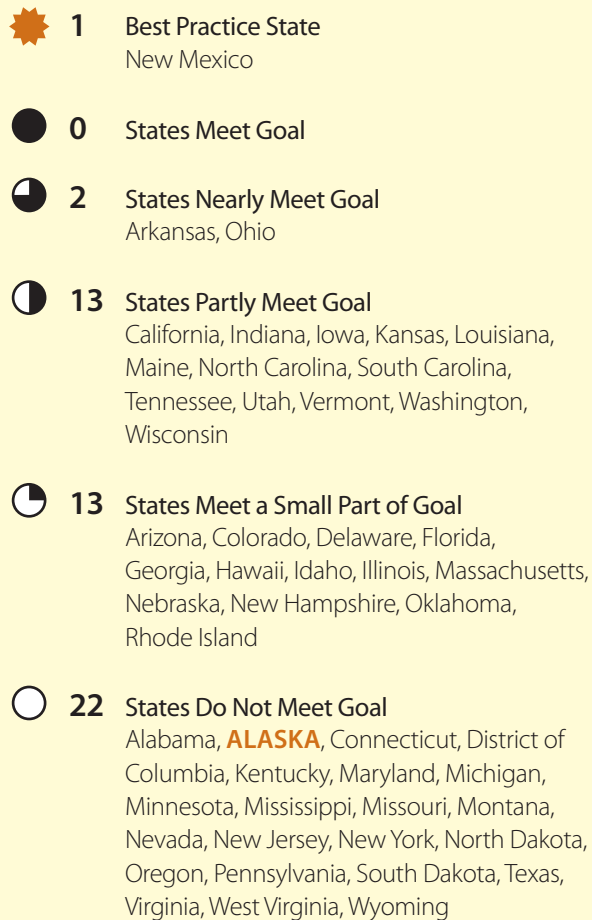 1 Best Practice State
New Mexico
0 States Meet Goal
2 States Nearly Meet Goal
Arkansas, Ohio
13 States Partly Meet Goal
California, Indiana, Iowa, Kansas, Louisiana,
Maine, North Carolina, South Carolina,
Tennessee, Utah, Vermont, Washington,
Wisconsin
13 States Meet a Small Part of Goal
Arizona, Colorado, Delaware, Florida,
Georgia, Hawaii, Idaho, Illinois, Massachusetts,
Nebraska, New Hampshire, Oklahoma,
Rhode Island
22 States Do Not Meet Goal
Alabama, ALASKA, Connecticut, District of
Columbia, Kentucky, Maryland, Michigan,
Minnesota, Mississippi, Missouri, Montana,
Nevada, New Jersey, New York, North Dakota,
Oregon, Pennsylvania, South Dakota, Texas,
Virginia, West Virginia, Wyoming